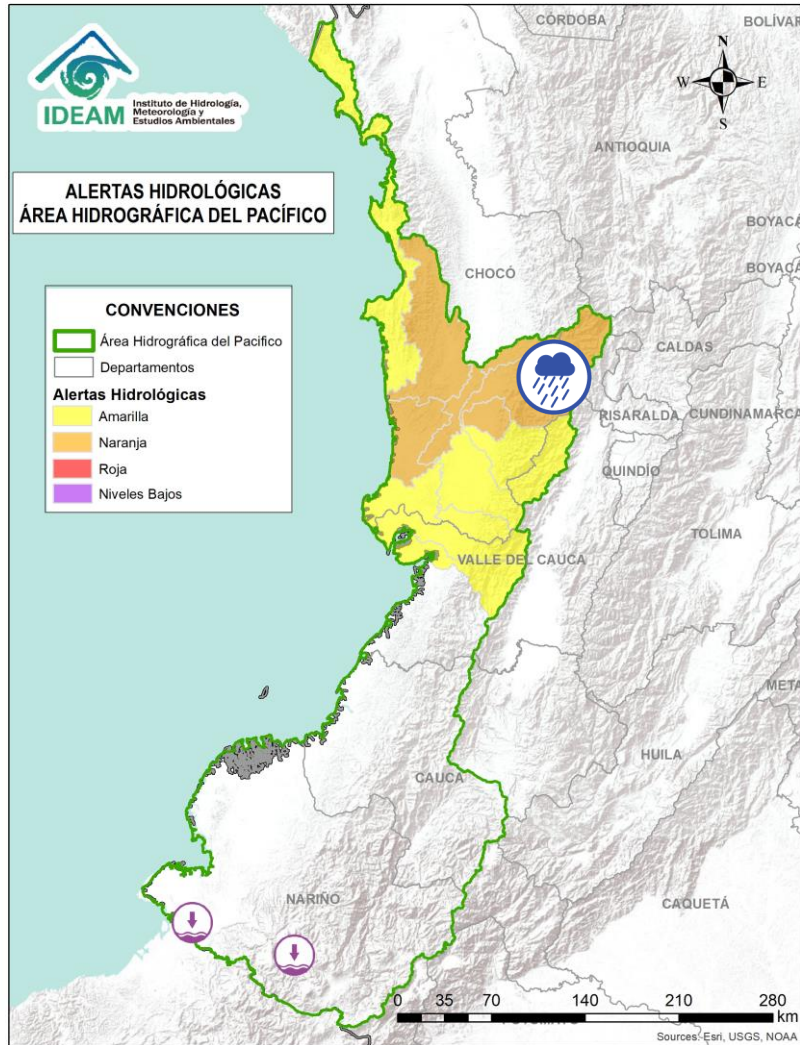 CÓRDOBA
BOLÍVAR
N
W E
S
IDEAM
Instituto de Hidrología,
Meteorología y
Estudios Ambientales
ANTIOQUIA
ALERTAS HIDROLÓGICAS
ÁREA HIDROGRÁFICA DEL PACÍFICO
BOYACÁ
BOYACÁ
CHOCÓ
CONVENCIONES
Área Hidrográfica del Pacifico
Departamentos
Alertas Hidrológicas
Amarilla
Naranja
Roja
Niveles Bajos
CALDAS
RISARALDA
CUNDINAMARCA
QUINDÍO
TOLIMA
VALLE DEL CAUCA
META
HUILA
CAUCA
NARIÑO
CAQUETÁ
0 35 70 140 210 280
km
Sources: Esri, USGS, NOAA